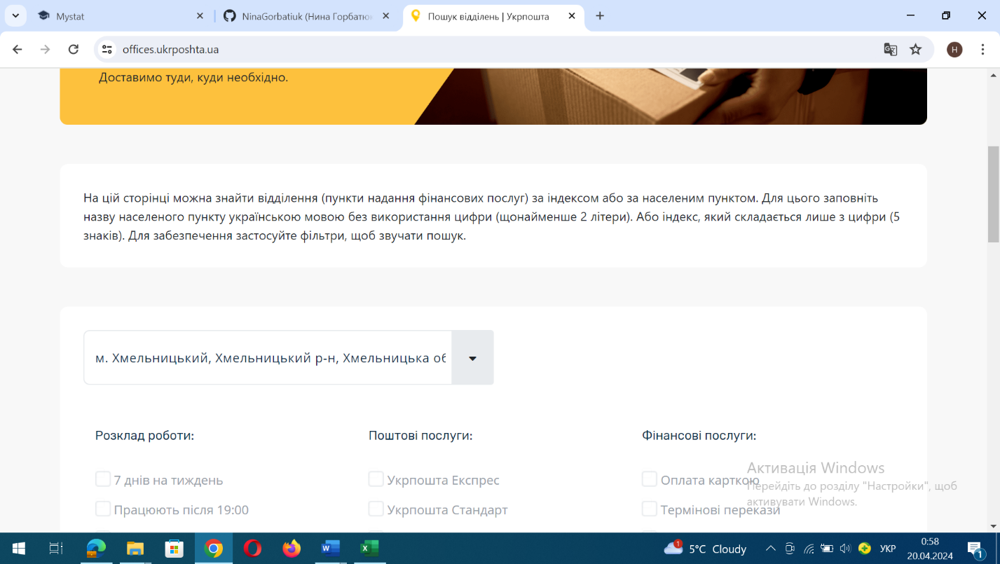 Mystat
NinaGorbatiuk (Нина Горбатюк
Пошук відділень | Укрпошта
offices.ukrposhta.ua
H
Доставимо туди, куди необхідно.
На цій сторінці можна знайти відділення (пункти надання фінансових послуг) за індексом або за населеним пунктом. Для цього заповніть
назву населеного пункту українською мовою без використання цифри (щонайменше 2 літери). Або індекс, який складається лише з цифри (5
знаків). Для забезпечення застосуйте фільтри, щоб звучати пошук.
м. Хмельницький, Хмельницький р-н, Хмельницька об
Розклад роботи:
Поштові послуги:
Фінансові послуги:
7 днів на тиждень
Укрпошта Експрес
Оплата карткою
Працюють після 19:00
Укрпошта Стандарт
Термінові перекази
Активація Windows
Перейдіть до розділу "Настройки", щоб
активувати Windows.
1
5°C Cloudy
УКР
0:58
20.04.2024
1